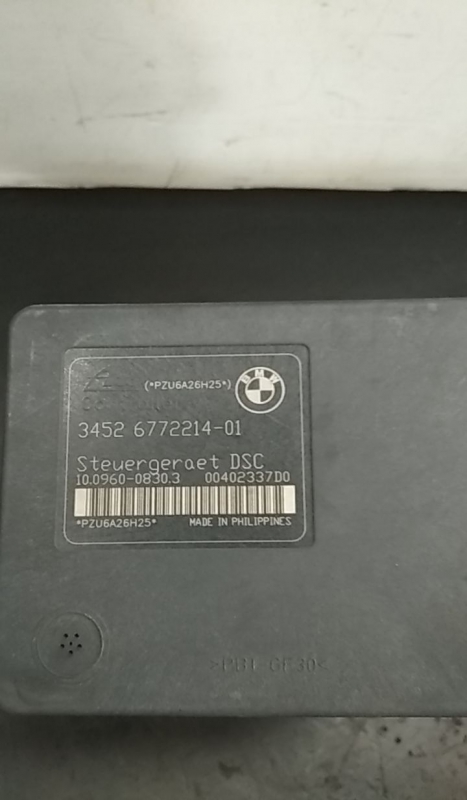 (*PZU6A26H25*)
BMW
3452 6772214-01
Steuergeraet DSC
10.0960-0830.3 00402337D0
*PZU6A26H25* MADE IN PHILIPPINES
>PBT GF30<